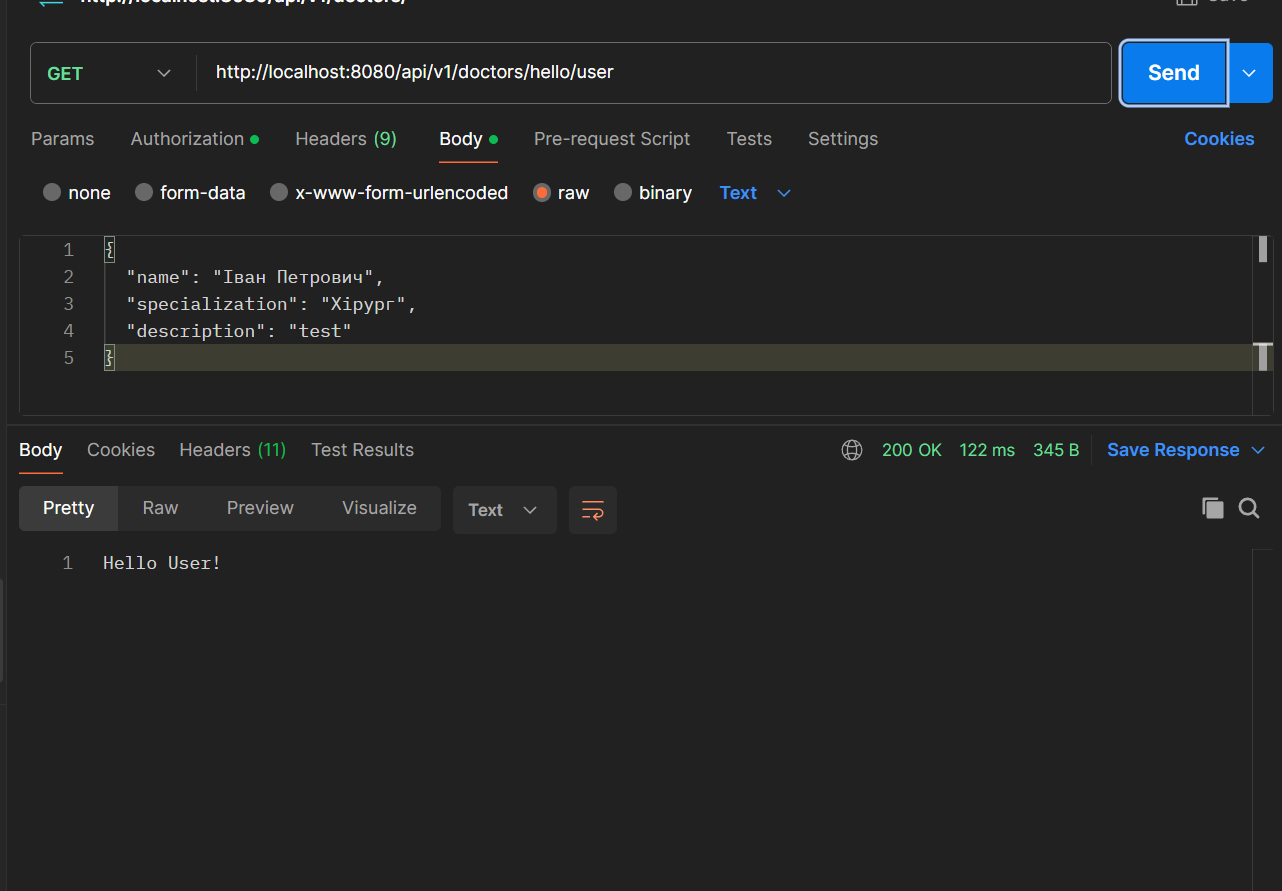 GET
http://localhost:8080/api/v1/doctors/hello/user
Send
Params Authorization Headers (9) Body Pre-request Script Tests Settings Cookies
none form-data x-www-form-urlencoded raw binary Text
1 {
2 "name": "Іван Петрович",
3 "specialization": "Хірург",
4 "description": "test"
5 }
Body Cookies Headers (11) Test Results 200 OK 122 ms 345 B Save Response
Pretty Raw Preview Visualize Text
1 Hello User!